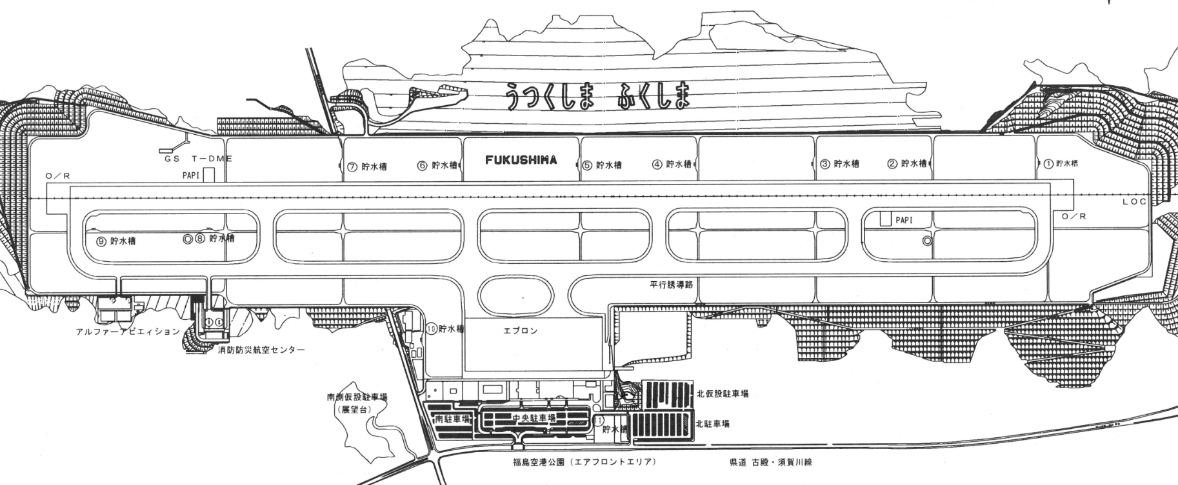 うつくしま ふくしま
GS T-DME
FUKUSHIMA
⑦ 貯水槽
⑥ 貯水槽
⑤ 貯水槽
④ 貯水槽
③ 貯水槽
② 貯水槽
① 貯水槽
O/R
PAPI
LOC
O/R
PAPI
⑨ 貯水槽
⑧ 貯水槽
平行誘導路
アルファーアビエィション
エプロン
⑩ 貯水槽
消防防災航空センター
南側仮設駐車場
(展望台)
北仮設駐車場
南駐車場
中央駐車場
⑪
貯水槽
北駐車場
福島空港公園(エアフロントエリア)
県道 古殿・須賀川線